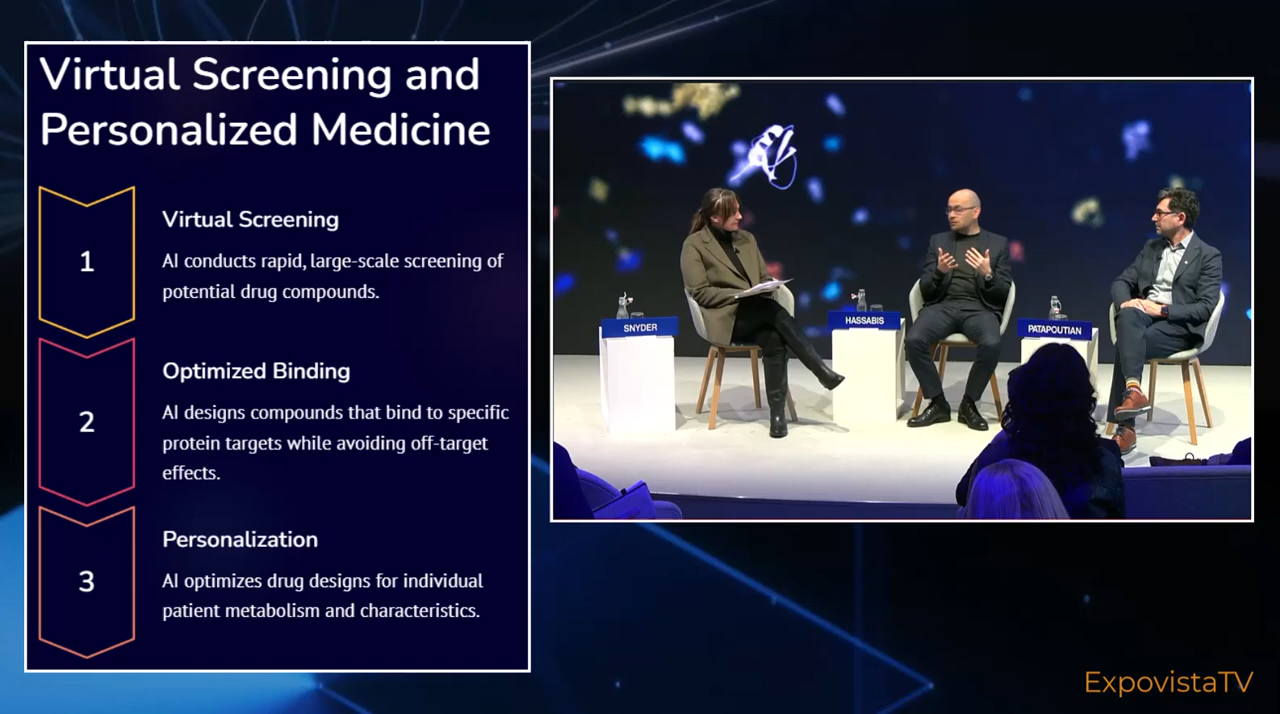 Virtual Screening and
Personalized Medicine
1
Virtual Screening
AI conducts rapid, large-scale screening of
potential drug compounds.
2
Optimized Binding
AI designs compounds that bind to specific
protein targets while avoiding off-target
effects.
3
Personalization
AI optimizes drug designs for individual
patient metabolism and characteristics.
SNYDER
HASSABIS
PATAPOUTIAN
ExpovistaTV